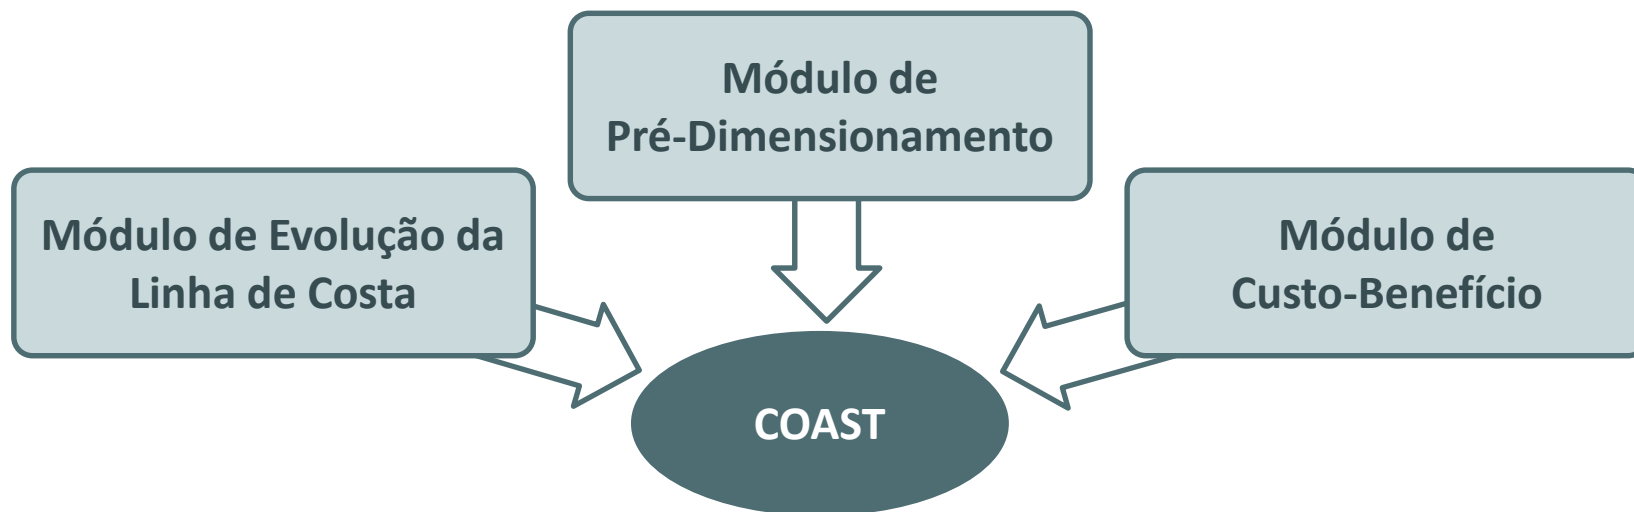 Módulo de
Pré-Dimensionamento
Módulo de Evolução da
Linha de Costa
Módulo de
Custo-Benefício
COAST